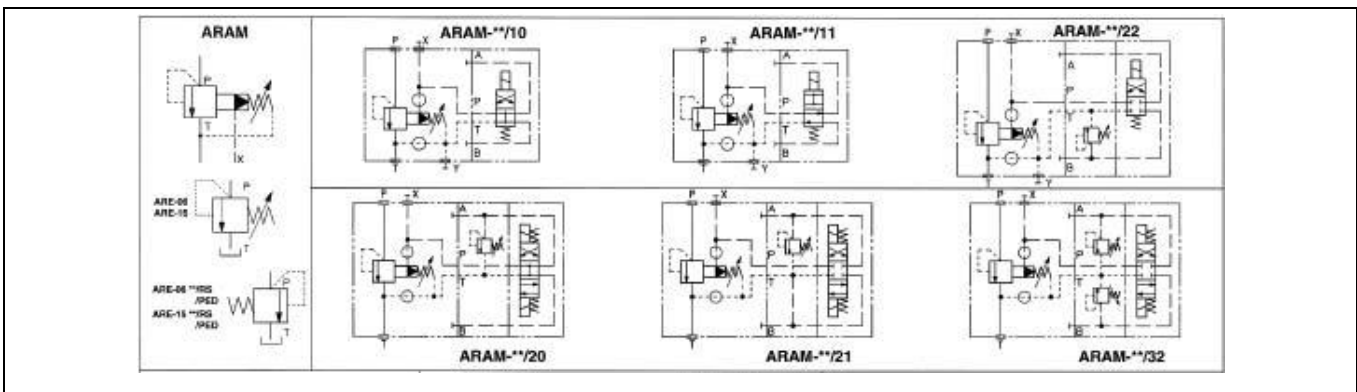 ARAM
P
T
X
ARE-06
ARE-15
P
T
ARE-06 **/RS
/PED
ARE-15 **/RS
/PED
P
T
ARAM-**/10
P X
A
P
T
B
T Y
ARAM-**/11
P X
A
P
T
B
T Y
ARAM-**/22
P X
A
P
T
B
T Y
P X
A
P
T
B
T
ARAM-**/20
P X
A
P
T
B
T
ARAM-**/21
P X
A
P
T
B
T
ARAM-**/32